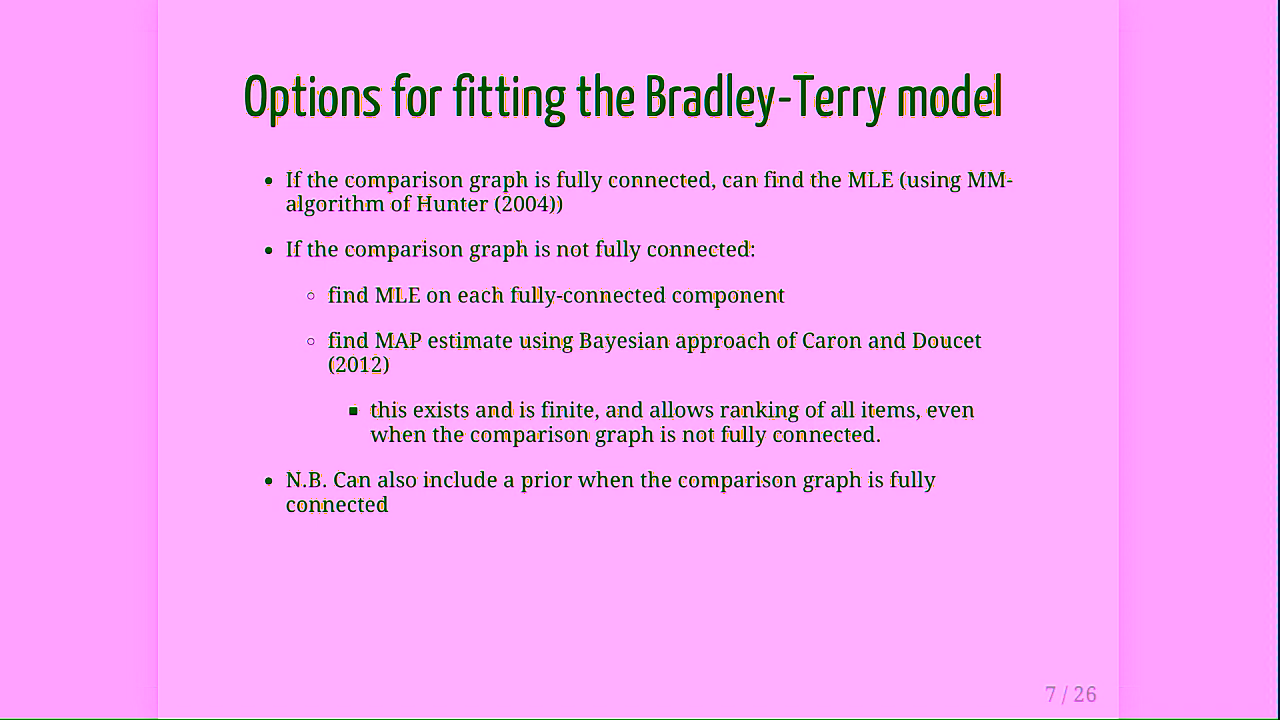 Options for fitting the Bradley-Terry model
• If the comparison graph is fully connected, can find the MLE (using MM-
algorithm of Hunter (2004))
• If the comparison graph is not fully connected:
◦ find MLE on each fully-connected component
◦ find MAP estimate using Bayesian approach of Caron and Doucet
(2012)
▪ this exists and is finite, and allows ranking of all items, even
when the comparison graph is not fully connected.
• N.B. Can also include a prior when the comparison graph is fully
connected
7 / 26